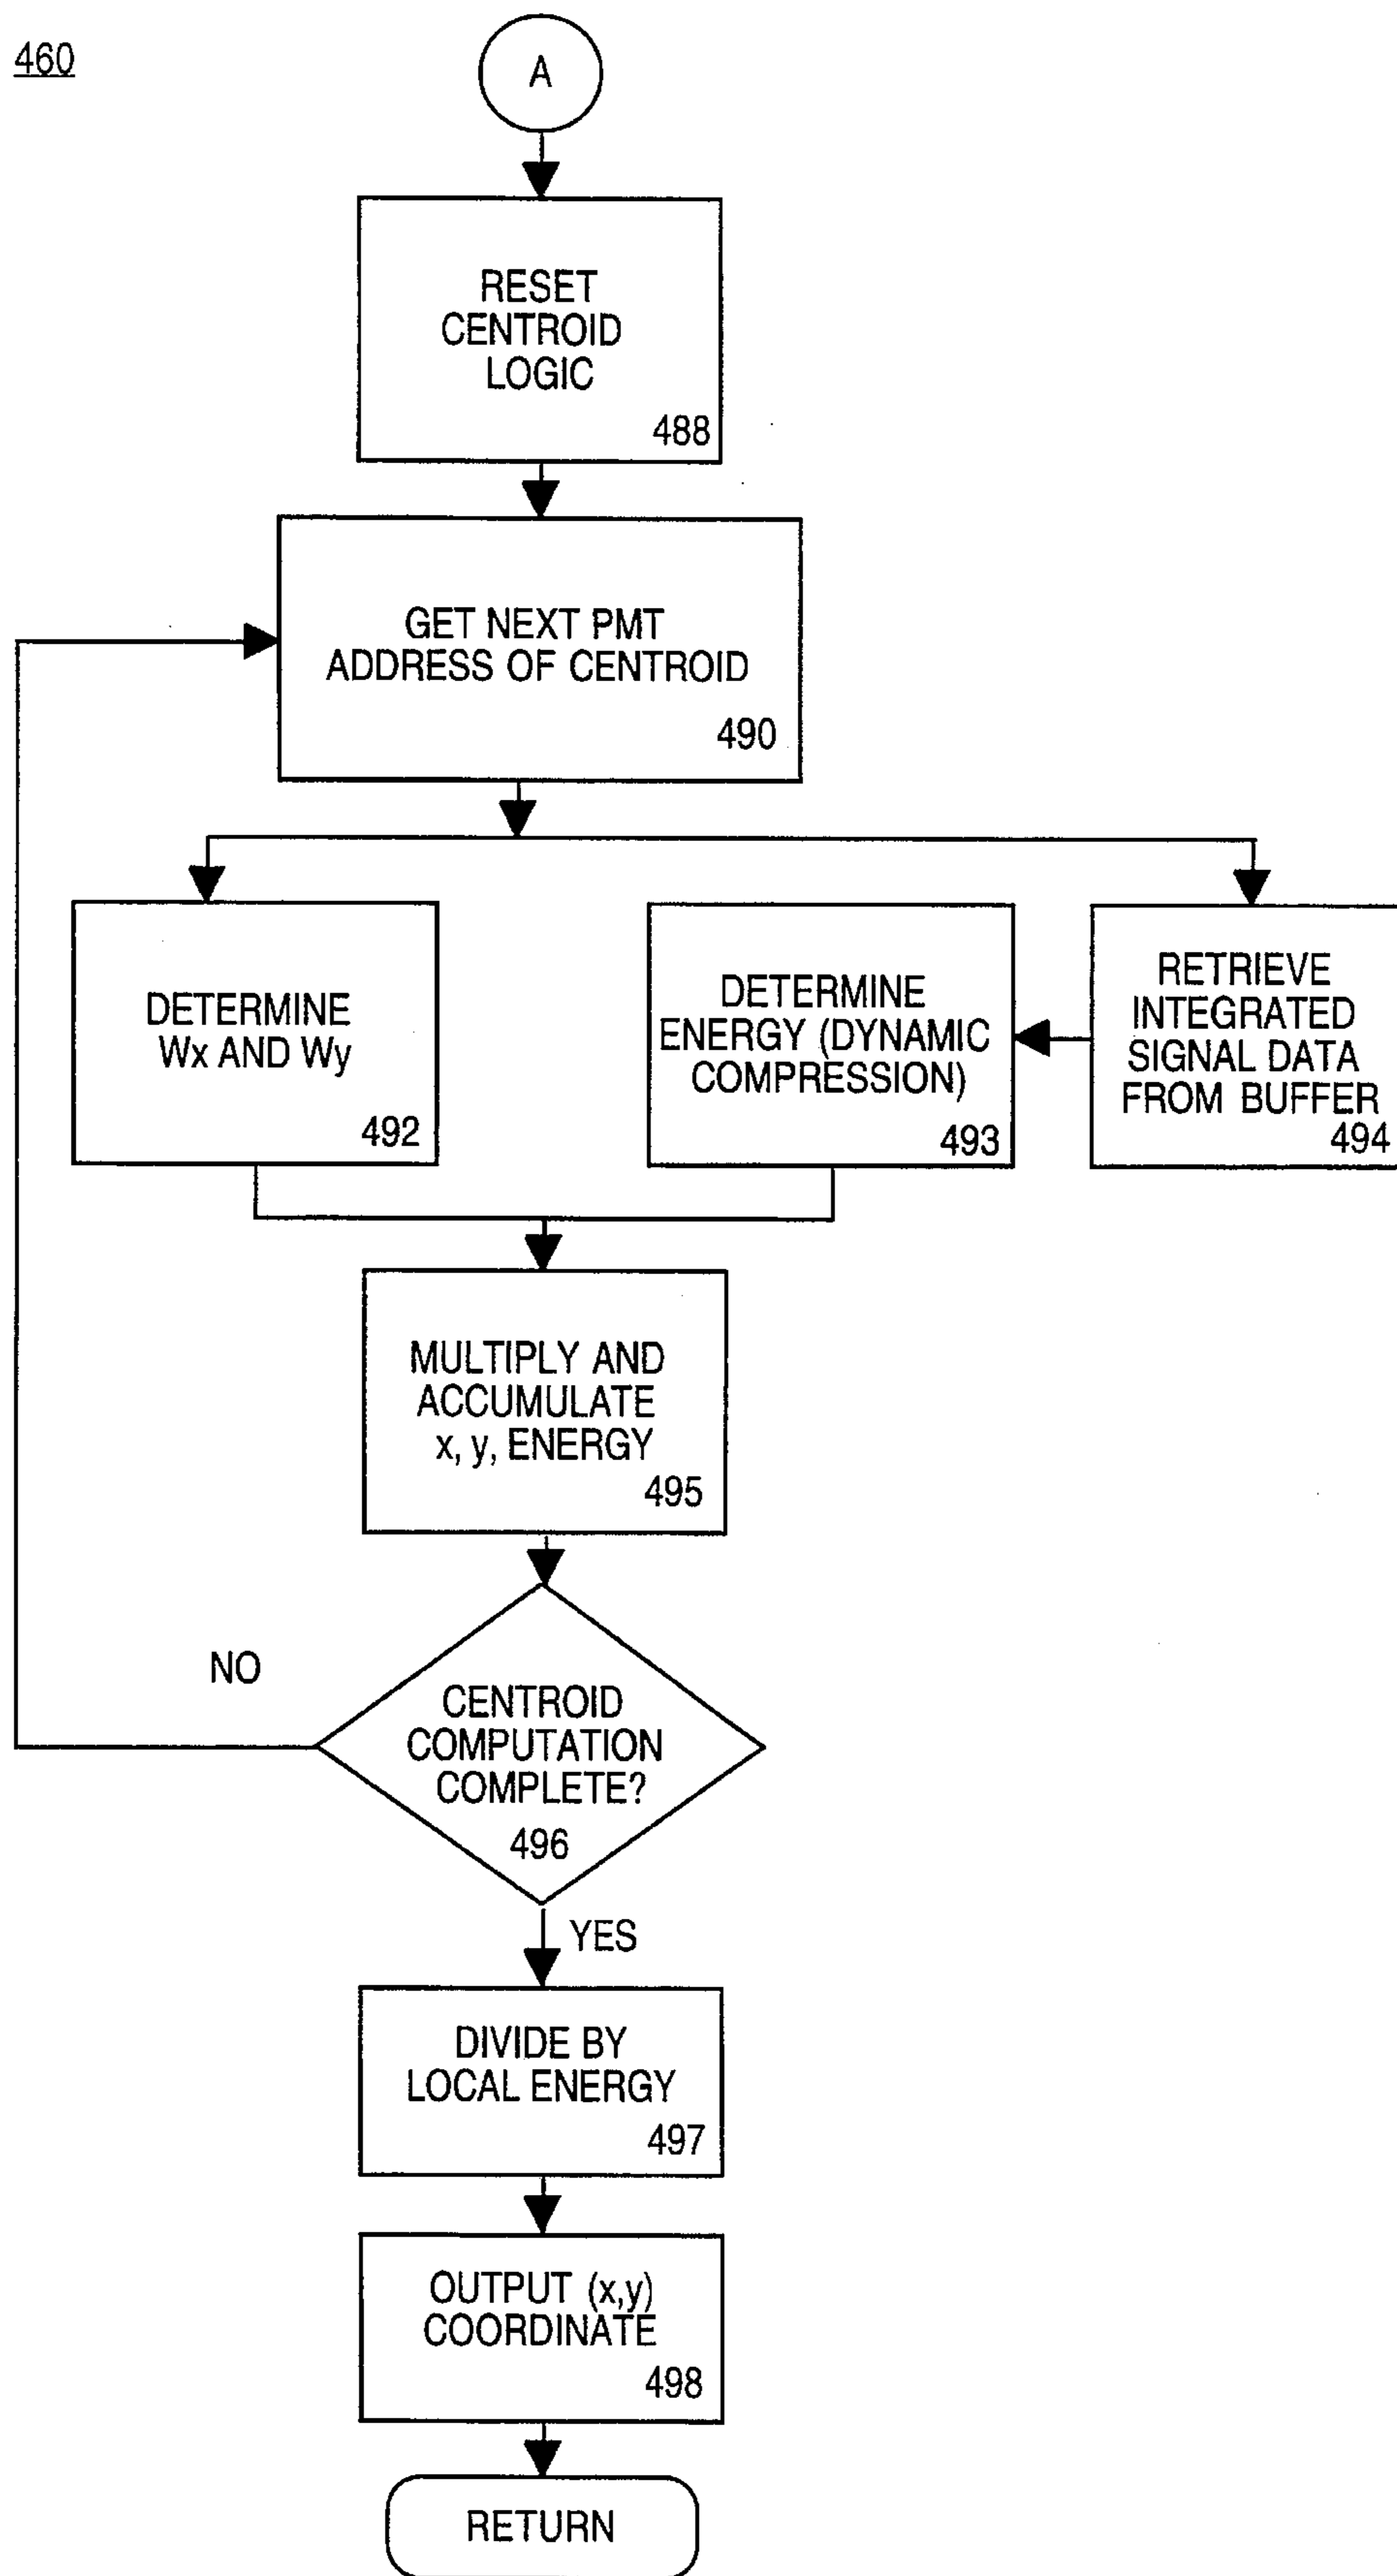 460
A
RESET
CENTROID
LOGIC
488
GET NEXT PMT
ADDRESS OF CENTROID
490
DETERMINE
Wx AND Wy
492
DETERMINE
ENERGY (DYNAMIC
COMPRESSION)
493
RETRIEVE
INTEGRATED
SIGNAL DATA
FROM BUFFER
494
MULTIPLY AND
ACCUMULATE
x, y, ENERGY
495
NO
CENTROID
COMPUTATION
COMPLETE?
496
YES
DIVIDE BY
LOCAL ENERGY
497
OUTPUT (x,y)
COORDINATE
498
RETURN